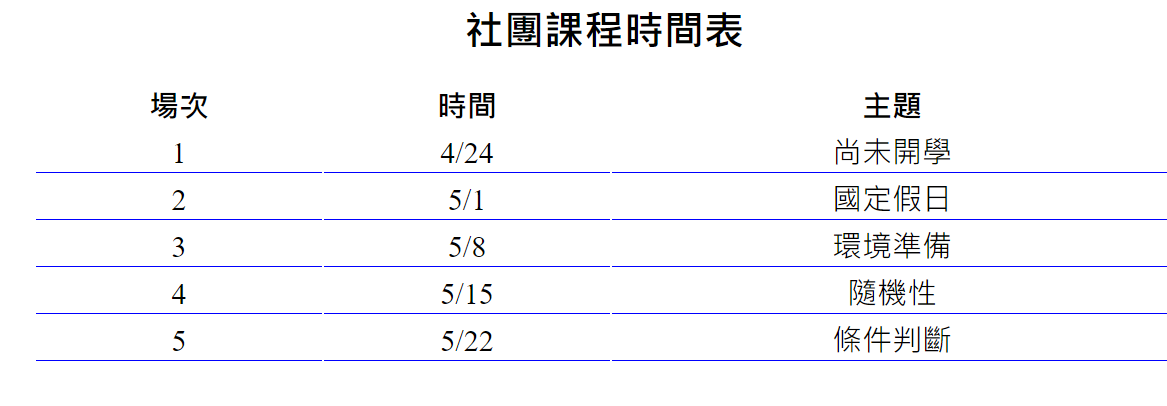 社團課程時間表
場次 時間 主題
1 4/24 尚未開學
2 5/1 國定假日
3 5/8 環境準備
4 5/15 隨機性
5 5/22 條件判斷